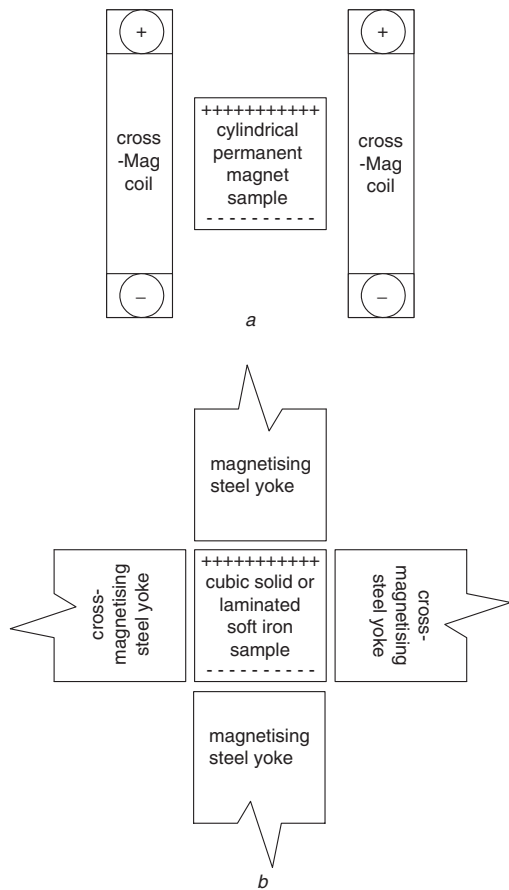 + +
+++++++++++
cross
-Mag
coil
cylindrical
permanent
magnet
sample
- - - - - - - - - -
cross
-Mag
coil
− −
a
magnetising
steel yoke
cross-
magnetising
steel yoke
+++++++++++
cubic solid or
laminated
soft iron
sample
- - - - - - - - - -
cross-
magnetising
steel yoke
magnetising
steel yoke
b